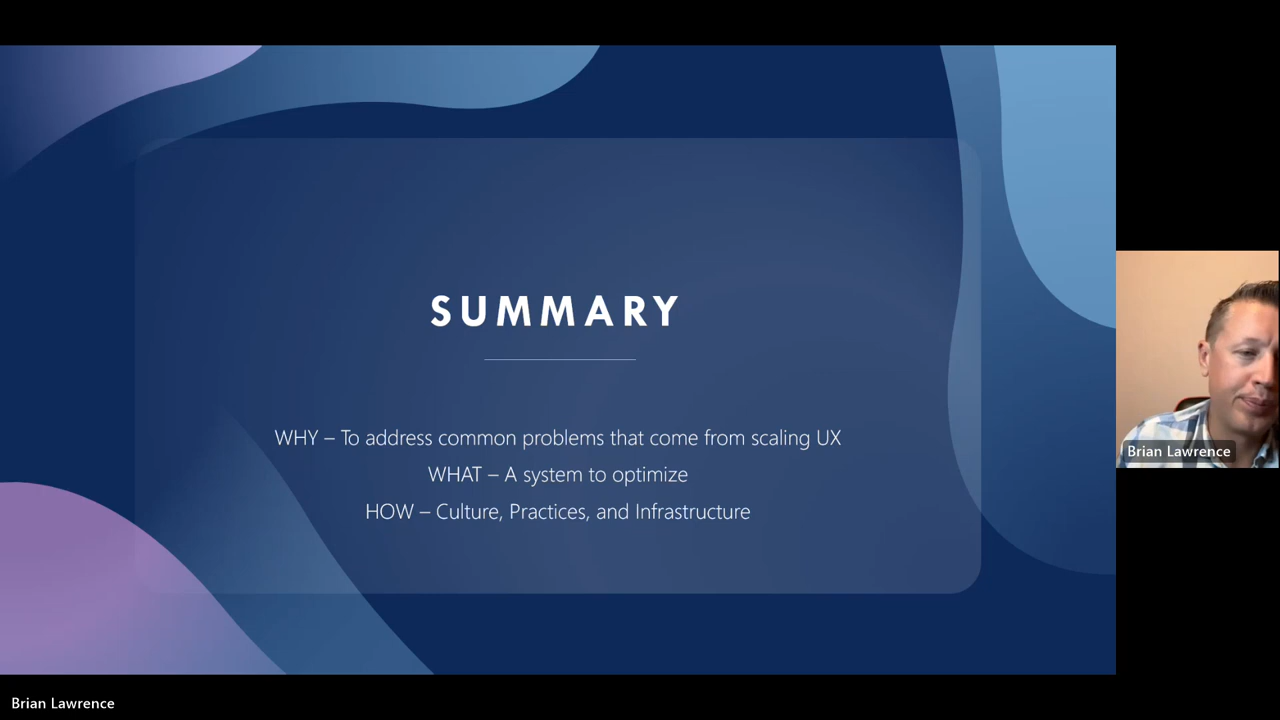 SUMMARY
WHY – To address common problems that come from scaling UX
WHAT – A system to optimize
HOW – Culture, Practices, and Infrastructure
Brian Lawrence
Brian Lawrence